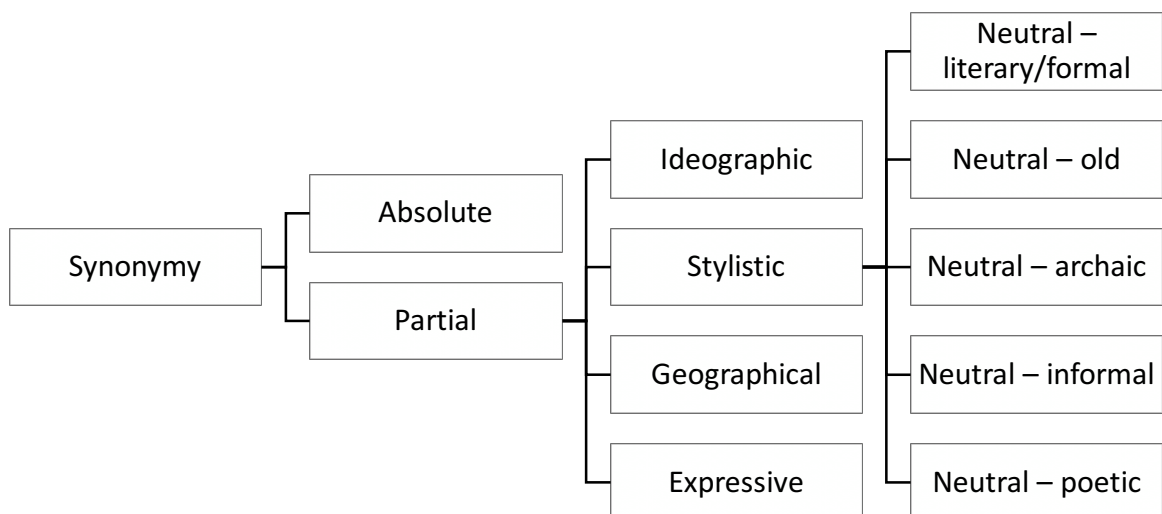 Synonymy
Absolute
Partial
Ideographic
Stylistic
Geographical
Expressive
Neutral –
literary/formal
Neutral – old
Neutral – archaic
Neutral – informal
Neutral – poetic